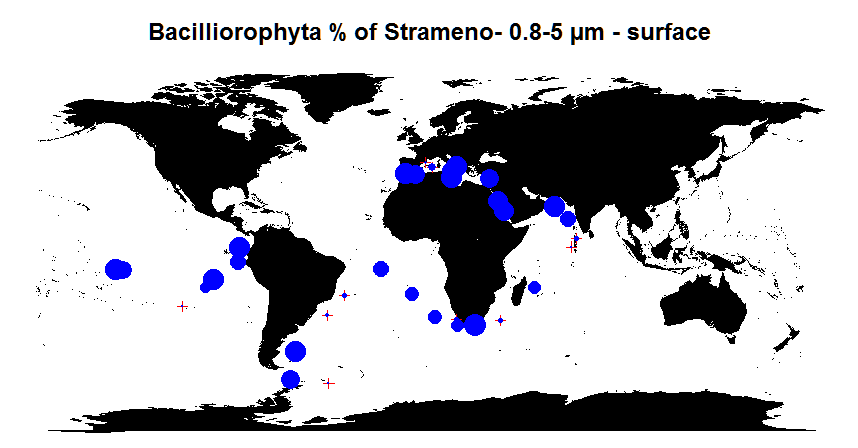 Bacilliorophyta % of Strameno- 0.8-5 µm - surface